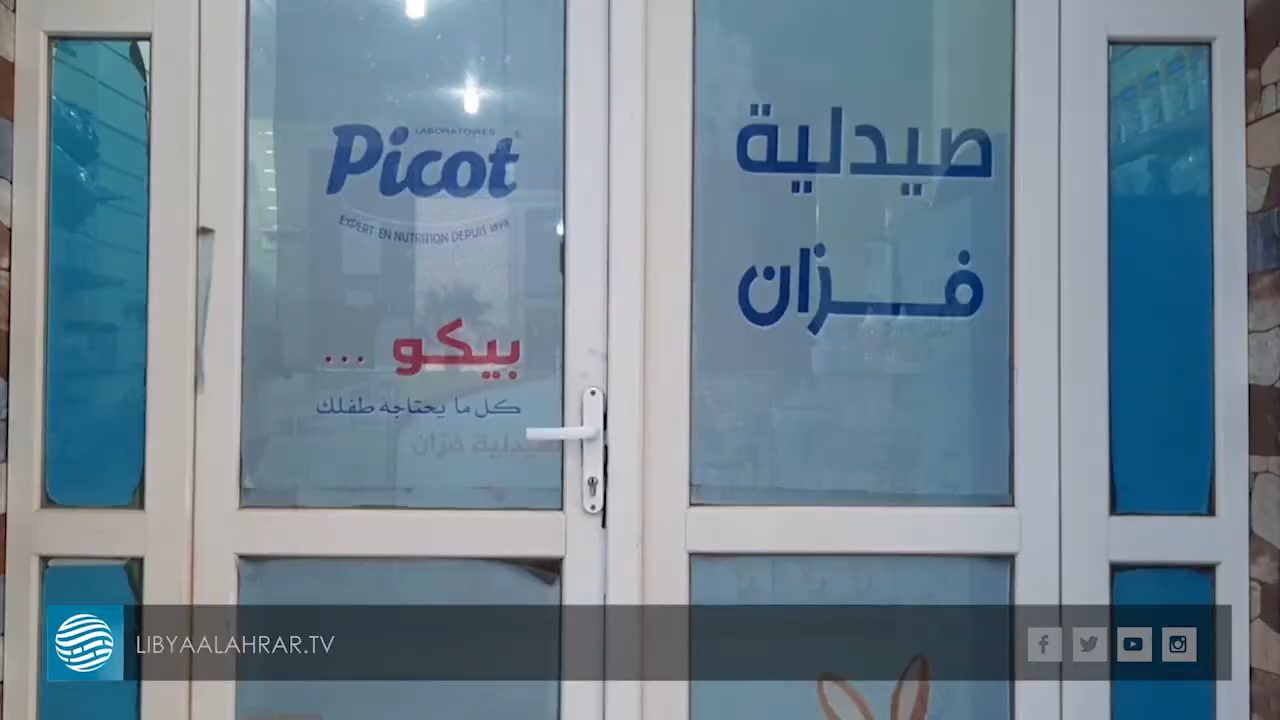 LABORATOIRES
Picot
EXPERT EN NUTRITION DEPUIS 1898
بيكو ...
كل ما يحتاجه طفلك
صيدلية فزان
صيدلية
فزان
LIBYAALAHRAR.TV